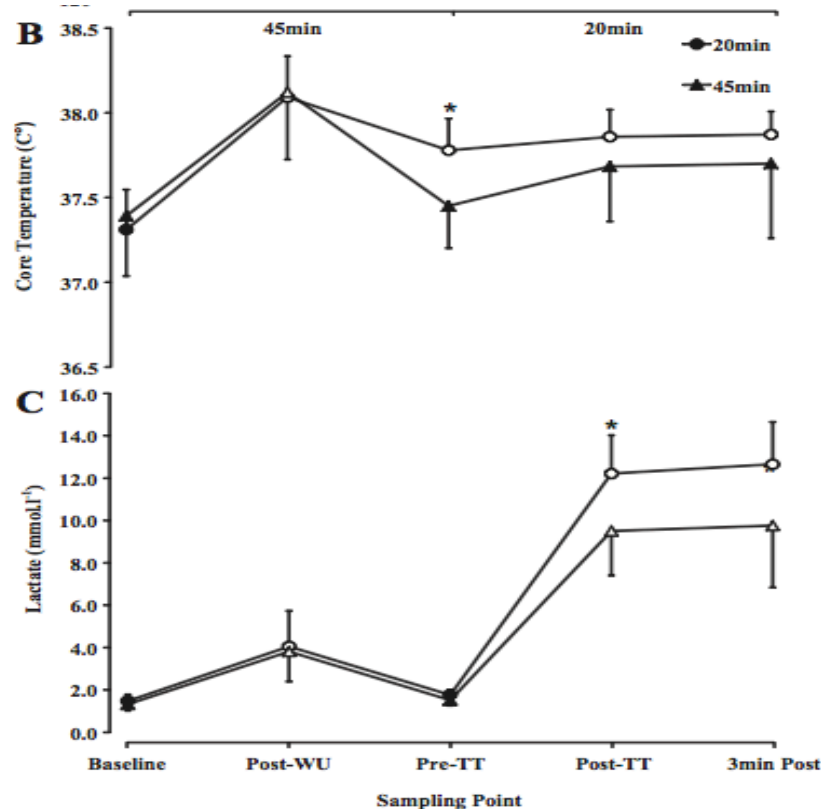 B
45min
20min
20min
45min
*
38.5
38.0
37.5
37.0
36.5
Core Temperature (C°)
C
16.0
14.0
12.0
10.0
8.0
6.0
4.0
2.0
0.0
*
Lactate (mmol.l⁻¹)
Baseline Post-WU Pre-TT Post-TT 3min Post
Sampling Point